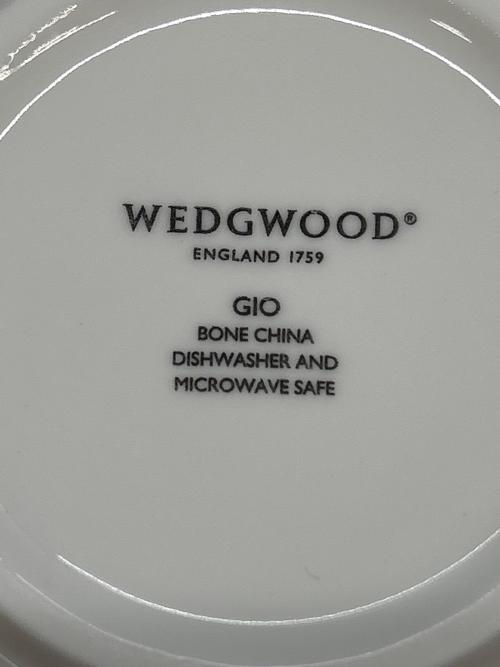 WEDGWOOD®
ENGLAND 1759
GIO
BONE CHINA
DISHWASHER AND
MICROWAVE SAFE